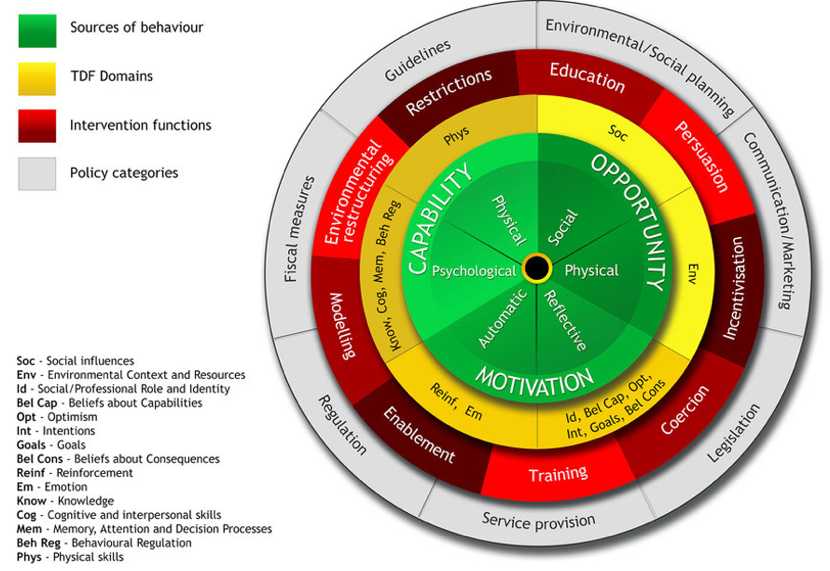 Sources of behaviour
TDF Domains
Intervention functions
Policy categories
Soc - Social influences
Env - Environmental Context and Resources
Id - Social/Professional Role and Identity
Bel Cap - Beliefs about Capabilities
Opt - Optimism
Int - Intentions
Goals - Goals
Bel Cons - Beliefs about Consequences
Reinf - Reinforcement
Em - Emotion
Know - Knowledge
Cog - Cognitive and interpersonal skills
Mem - Memory, Attention and Decision Processes
Beh Reg - Behavioural Regulation
Phys - Physical skills
Guidelines
Environmental/Social planning
Communication/Marketing
Legislation
Service provision
Regulation
Fiscal measures
Restrictions
Education
Persuasion
Incentivisation
Coercion
Training
Enablement
Modelling
Environmental
restructuring
Phys
Soc
Env
Id, Bel Cap, Opt,
Int, Goals, Bel Cons
Reinf, Em
Know, Cog, Mem, Beh Reg
CAPABILITY
OPPORTUNITY
MOTIVATION
Physical
Social
Physical
Reflective
Automatic
Psychological